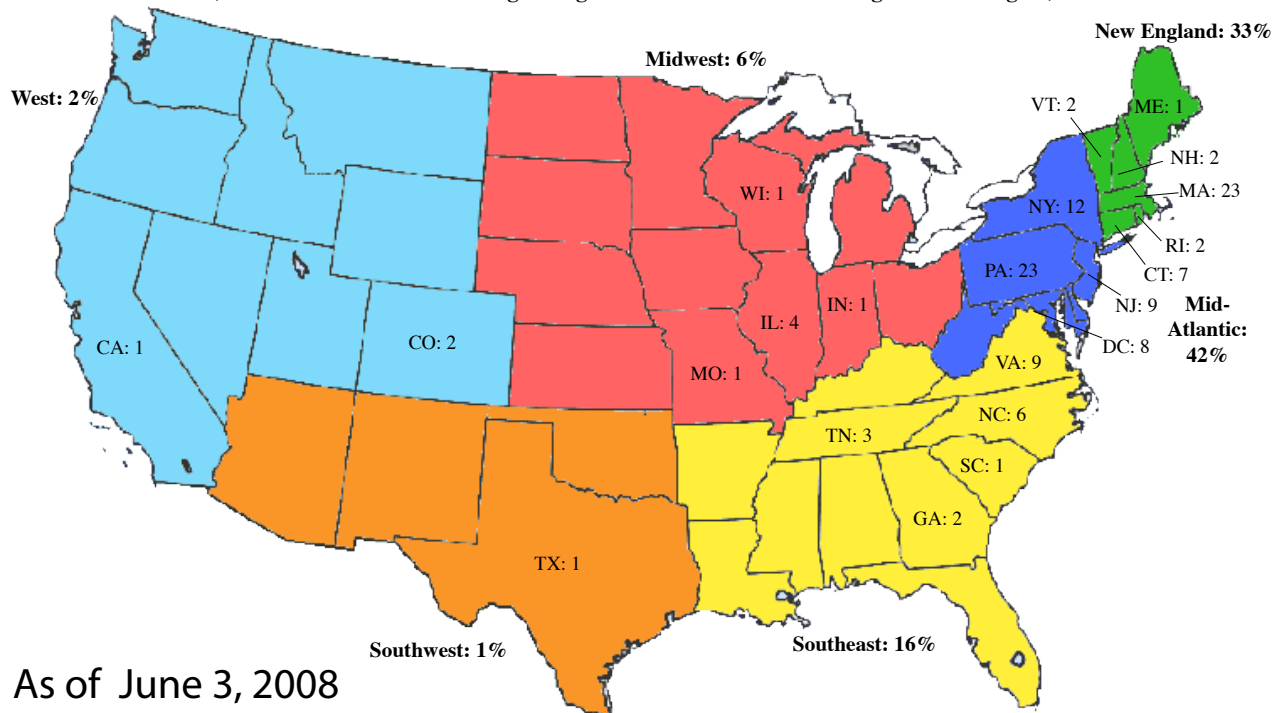 New England: 33%
Midwest: 6%
West: 2%
VT: 2
ME: 1
NH: 2
MA: 23
WI: 1
NY: 12
RI: 2
PA: 23
CT: 7
NJ: 9
Mid-
Atlantic:
42%
IN: 1
IL: 4
CA: 1
CO: 2
DC: 8
VA: 9
MO: 1
NC: 6
TN: 3
SC: 1
GA: 2
TX: 1
Southeast: 16%
Southwest: 1%
As of June 3, 2008